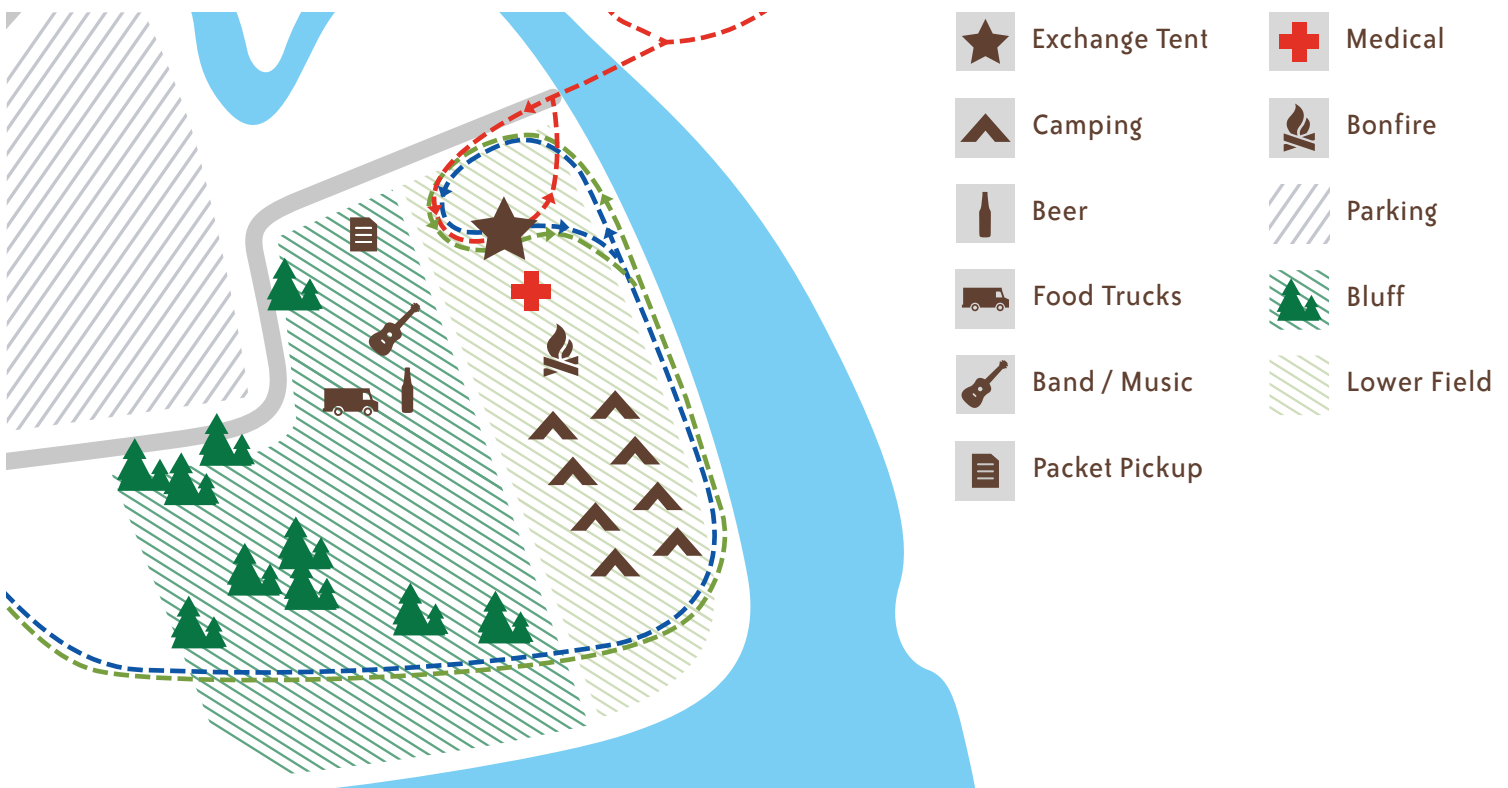 Exchange Tent
Camping
Beer
Food Trucks
Band / Music
Packet Pickup
Medical
Bonfire
Parking
Bluff
Lower Field